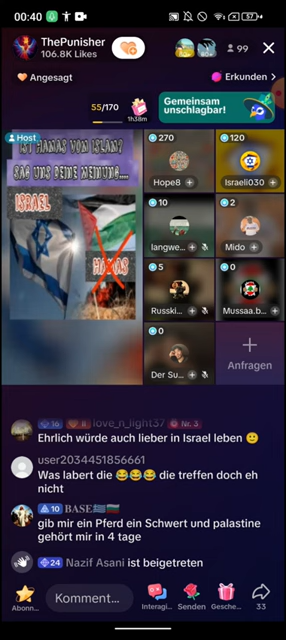 00:40
57
ThePunisher
106.8K Likes
99
Angesagt
Erkunden >
55/170
1h38m
Gemeinsam
unschlagbar!
Host
IST HAMAS VON ISLAN?
SAG UNS DEINE MEINUNG...
ISRAEL
HAMAS
270
Hope8
120
Israeli030
10
langwe...
2
Mido
5
Russki...
0
Mussaa.b...
0
Der Su...
Anfragen
16 love_n_light37 Nr. 3
Ehrlich würde auch lieber in Israel leben 🙂
user2034451856661
Was labert die 😂😂😂 die treffen doch eh
nicht
10 BASE🇬🇷🇧🇬
gib mir ein Pferd ein Schwert und palastine
gehört mir in 4 tage
24 Nazif Asani ist beigetreten
Kommentar...
Abonn...
Komme...
Interagi...
Senden
Gesche...
33